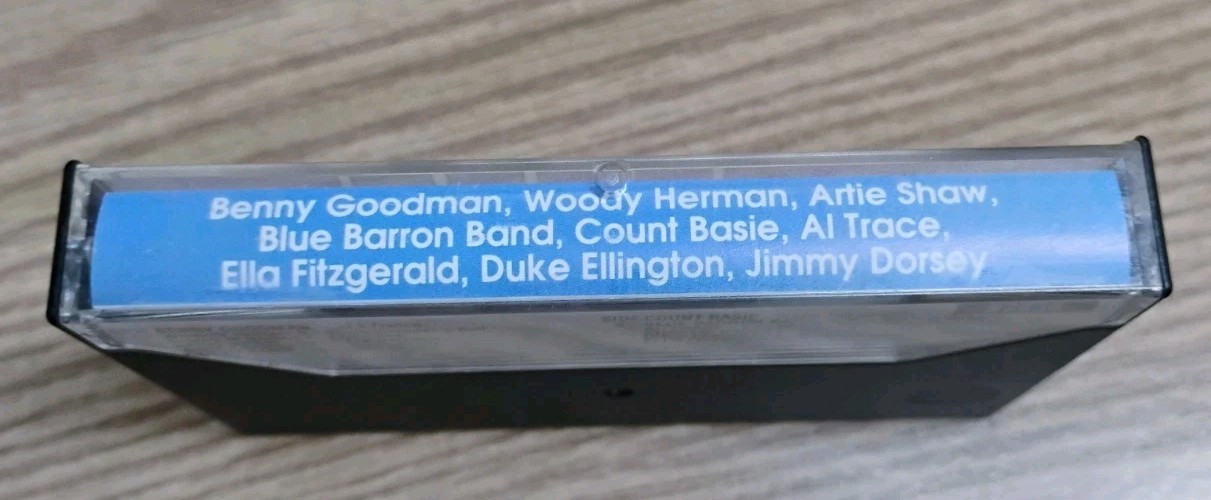 Benny Goodman, Woody Herman, Artie Shaw,
Blue Barron Band, Count Basie, Al Trace,
Ella Fitzgerald, Duke Ellington, Jimmy Dorsey